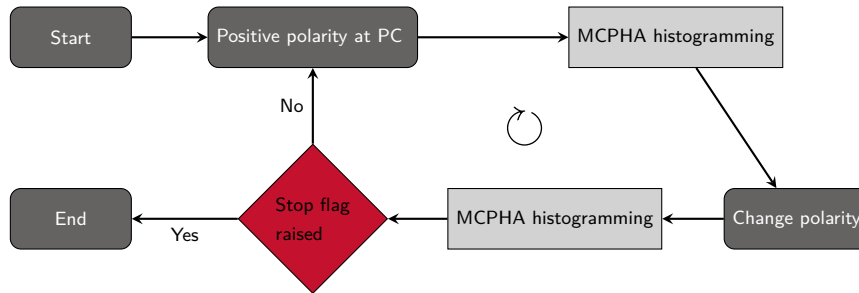 Start
Positive polarity at PC
MCPHA histogramming
No
Stop flag
raised
End
Yes
MCPHA histogramming
Change polarity